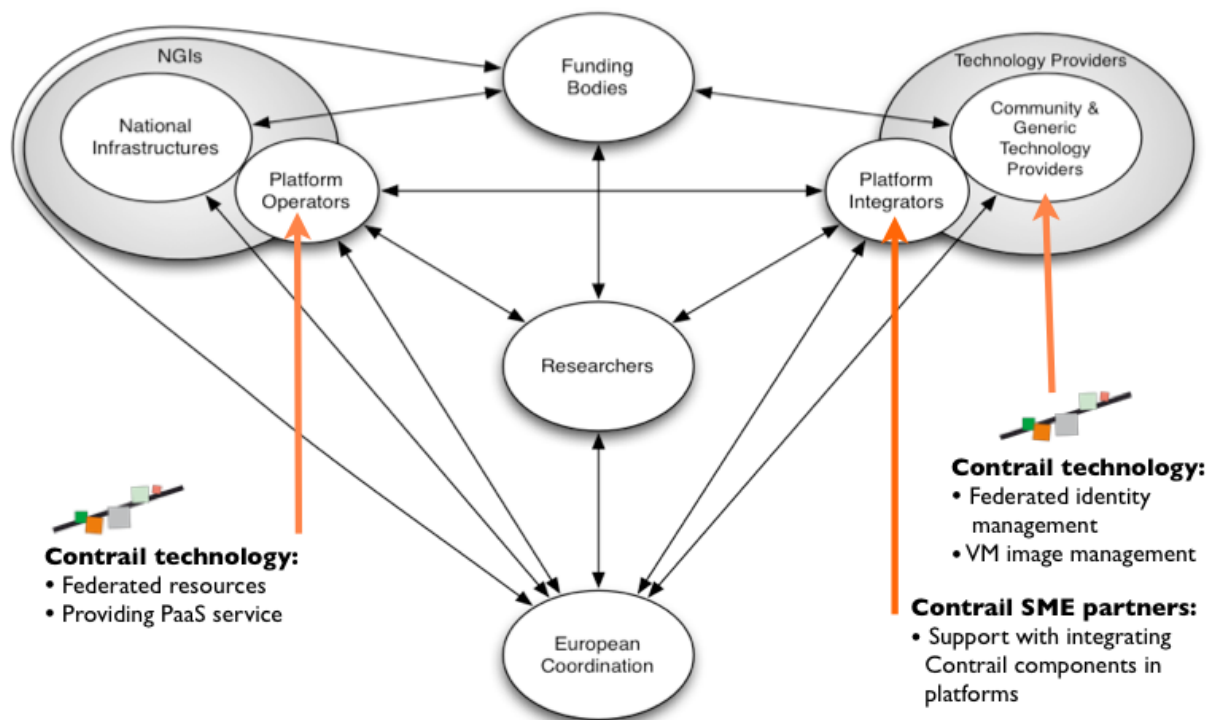 NGIs
Funding
Bodies
Technology Providers
National
Infrastructures
Community &
Generic
Technology
Providers
Platform
Operators
Platform
Integrators
Researchers
Contrail technology:
• Federated identity
management
• VM image management
Contrail technology:
• Federated resources
• Providing PaaS service
Contrail SME partners:
• Support with integrating
Contrail components in
platforms
European
Coordination